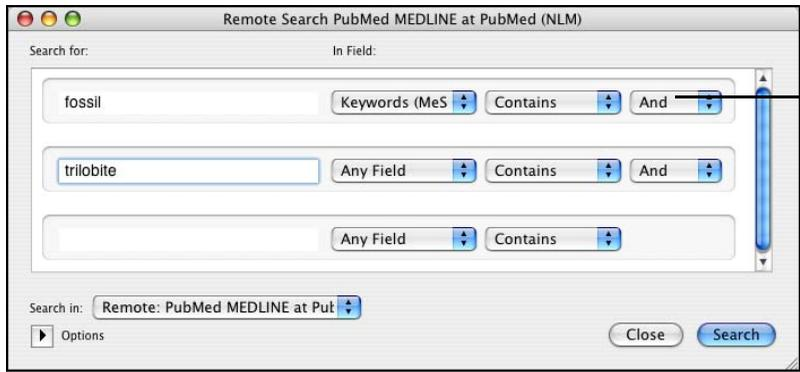 Remote Search PubMed MEDLINE at PubMed (NLM)
Search for: In Field:
fossil Keywords (MeS Contains And
trilobite Any Field Contains And
Any Field Contains
Search in: Remote: PubMed MEDLINE at Pub
Options Close Search